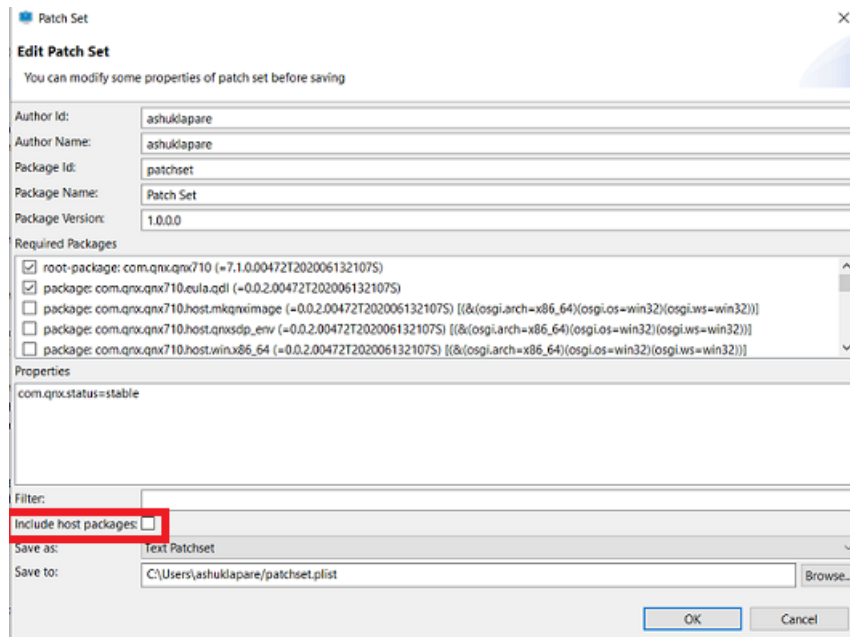 Patch Set
Edit Patch Set
You can modify some properties of patch set before saving
Author Id: ashuklapare
Author Name: ashuklapare
Package Id: patchset
Package Name: Patch Set
Package Version: 1.0.0.0
Required Packages
root-package: com.qnx.qnx710 (=7.1.0.00472T202006132107S)
package: com.qnx.qnx710.eula.qdl (=0.0.2.00472T202006132107S)
package: com.qnx.qnx710.host.mkqnximage (=0.0.2.00472T202006132107S) [(&(osgi.arch=x86_64)(osgi.os=win32)(osgi.ws=win32))]
package: com.qnx.qnx710.host.qnxsdp_env (=0.0.2.00472T202006132107S) [(&(osgi.arch=x86_64)(osgi.os=win32)(osgi.ws=win32))]
package: com.qnx.qnx710.host.win.x86_64 (=0.0.2.00472T202006132107S) [(&(osgi.arch=x86_64)(osgi.os=win32)(osgi.ws=win32))]
Properties
com.qnx.status=stable
Filter:
Include host packages:
Save as: Text Patchset
Save to: C:\Users\ashuklapare/patchset.plist Browse...
OK Cancel